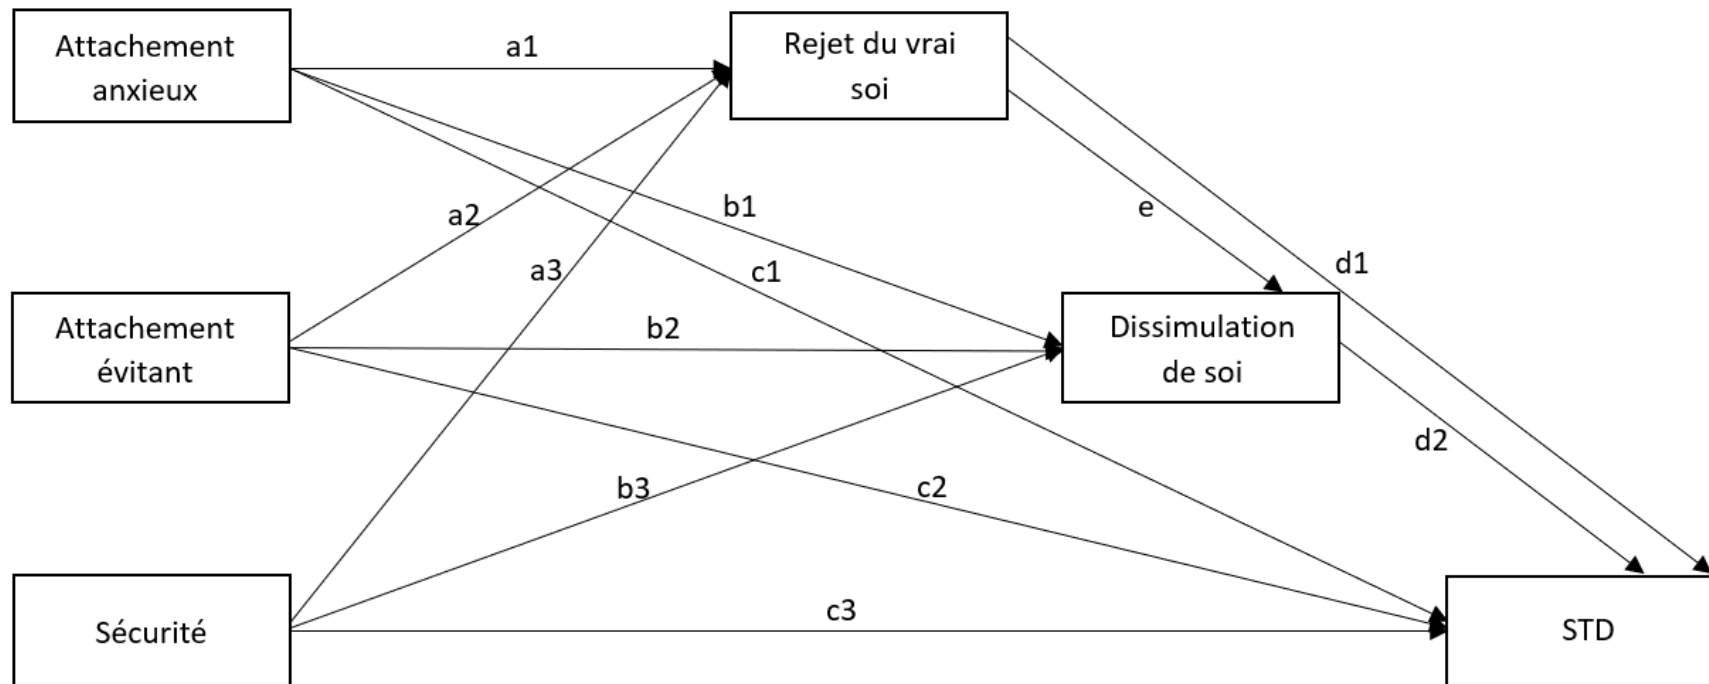 Attachement
anxieux
a1
Rejet du vrai
soi
a2
b1
e
a3
c1
d1
Attachement
évitant
b2
Dissimulation
de soi
d2
b3
c2
Sécurité
c3
STD